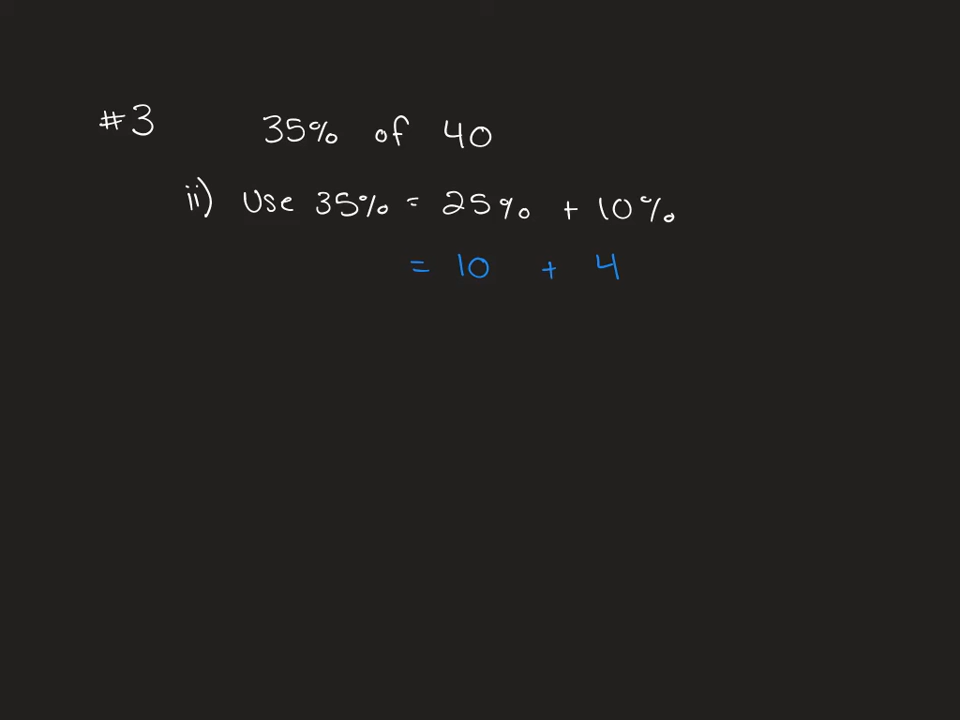 #3 35% of 40
ii) Use 35% = 25% + 10%
= 10 + 4